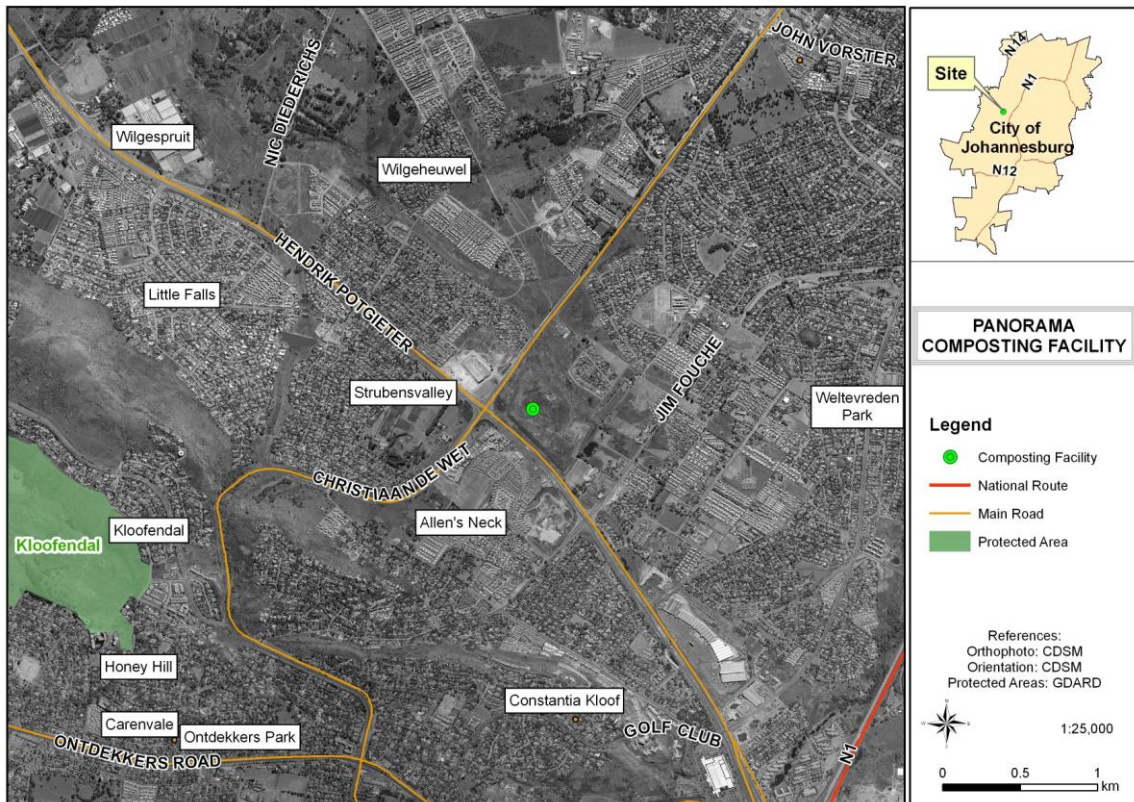 JOHN VORSTER
NIC DIEDERICHS
Wilgespruit
Wilgeheuwel
HENDRIK POTGIETER
Little Falls
Strubensvalley
JIM FOUCHE
Weltevreden
Park
CHRISTIAAN DE WET
Allen's Neck
Kloofendal
Kloofendal
Honey Hill
Constantia Kloof
Carenvale
Ontdekkers Park
GOLF CLUB
ONTDEKKERS ROAD
N1
N14
Site
N1
City of
Johannesburg
N12
PANORAMA
COMPOSTING FACILITY
Legend
Composting Facility
National Route
Main Road
Protected Area
References:
Orthophoto: CDSM
Orientation: CDSM
Protected Areas: GDARD
N
W
E
S
1:25,000
0 0.5 1
km